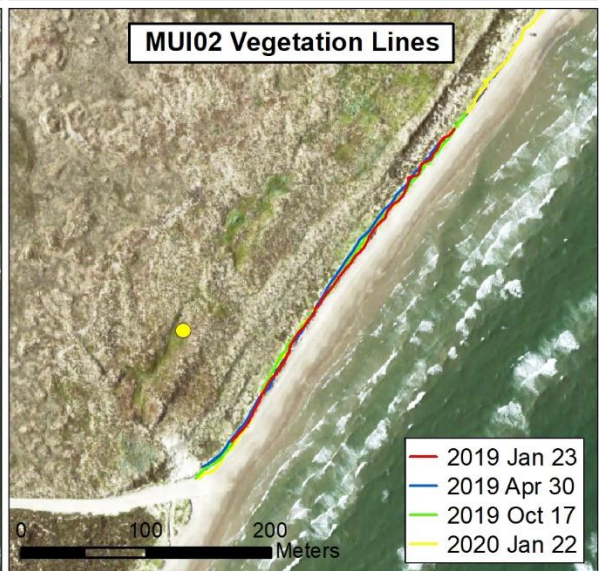 MUI02 Vegetation Lines
2019 Jan 23
2019 Apr 30
2019 Oct 17
2020 Jan 22
0 100 200
Meters